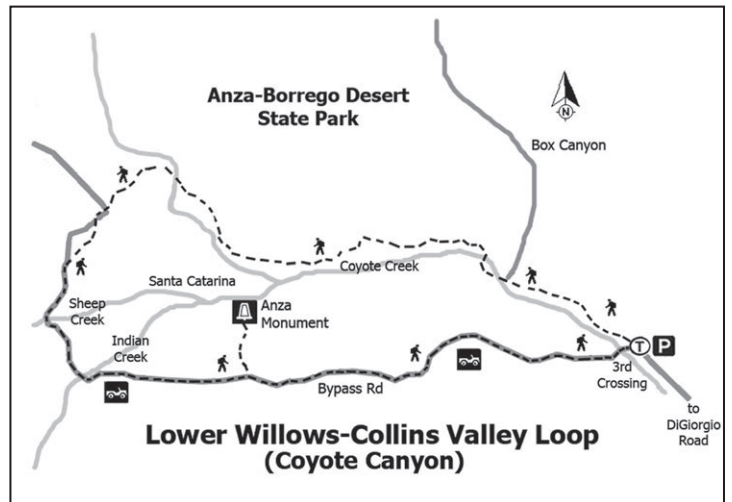 Anza-Borrego Desert
State Park
N
Box Canyon
Coyote Creek
Santa Catarina
Sheep
Creek
Anza
Monument
Indian
Creek
T
P
3rd
Crossing
Bypass Rd
to
DiGiorgio
Road
Lower Willows-Collins Valley Loop
(Coyote Canyon)